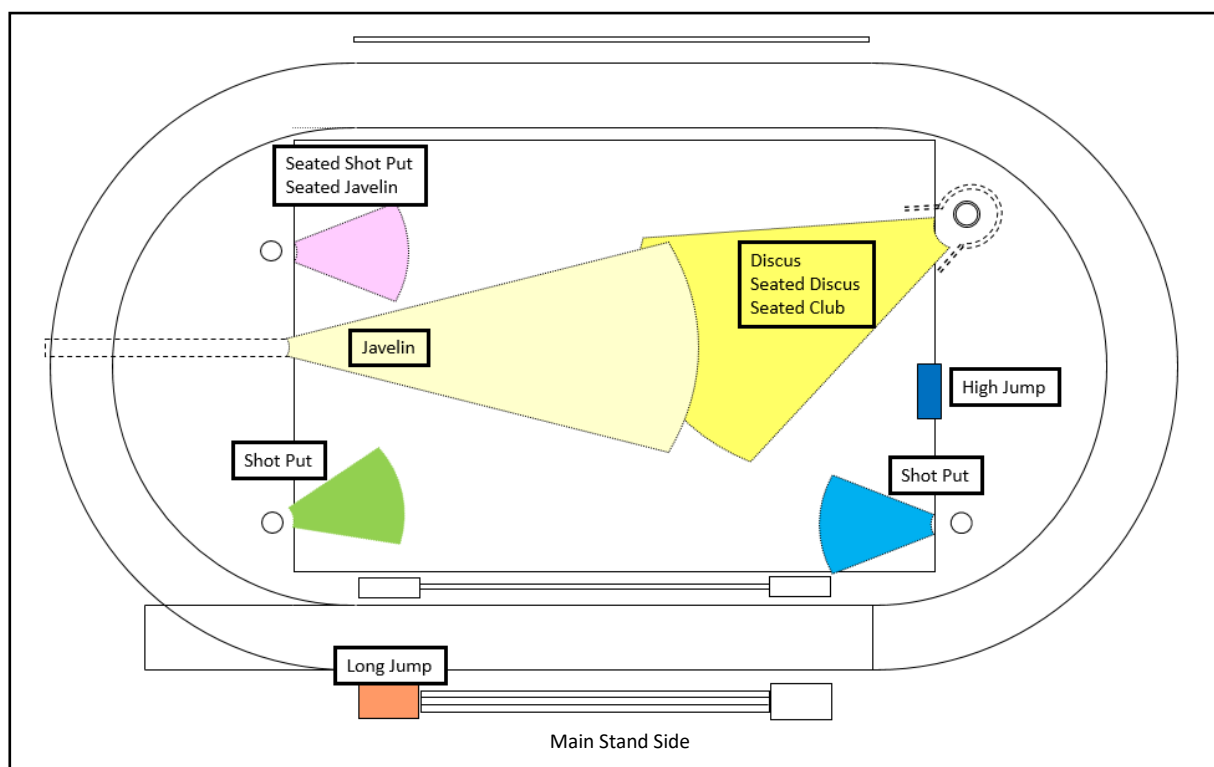 Seated Shot Put
Seated Javelin
Discus
Seated Discus
Seated Club
Javelin
High Jump
Shot Put
Shot Put
Long Jump
Main Stand Side